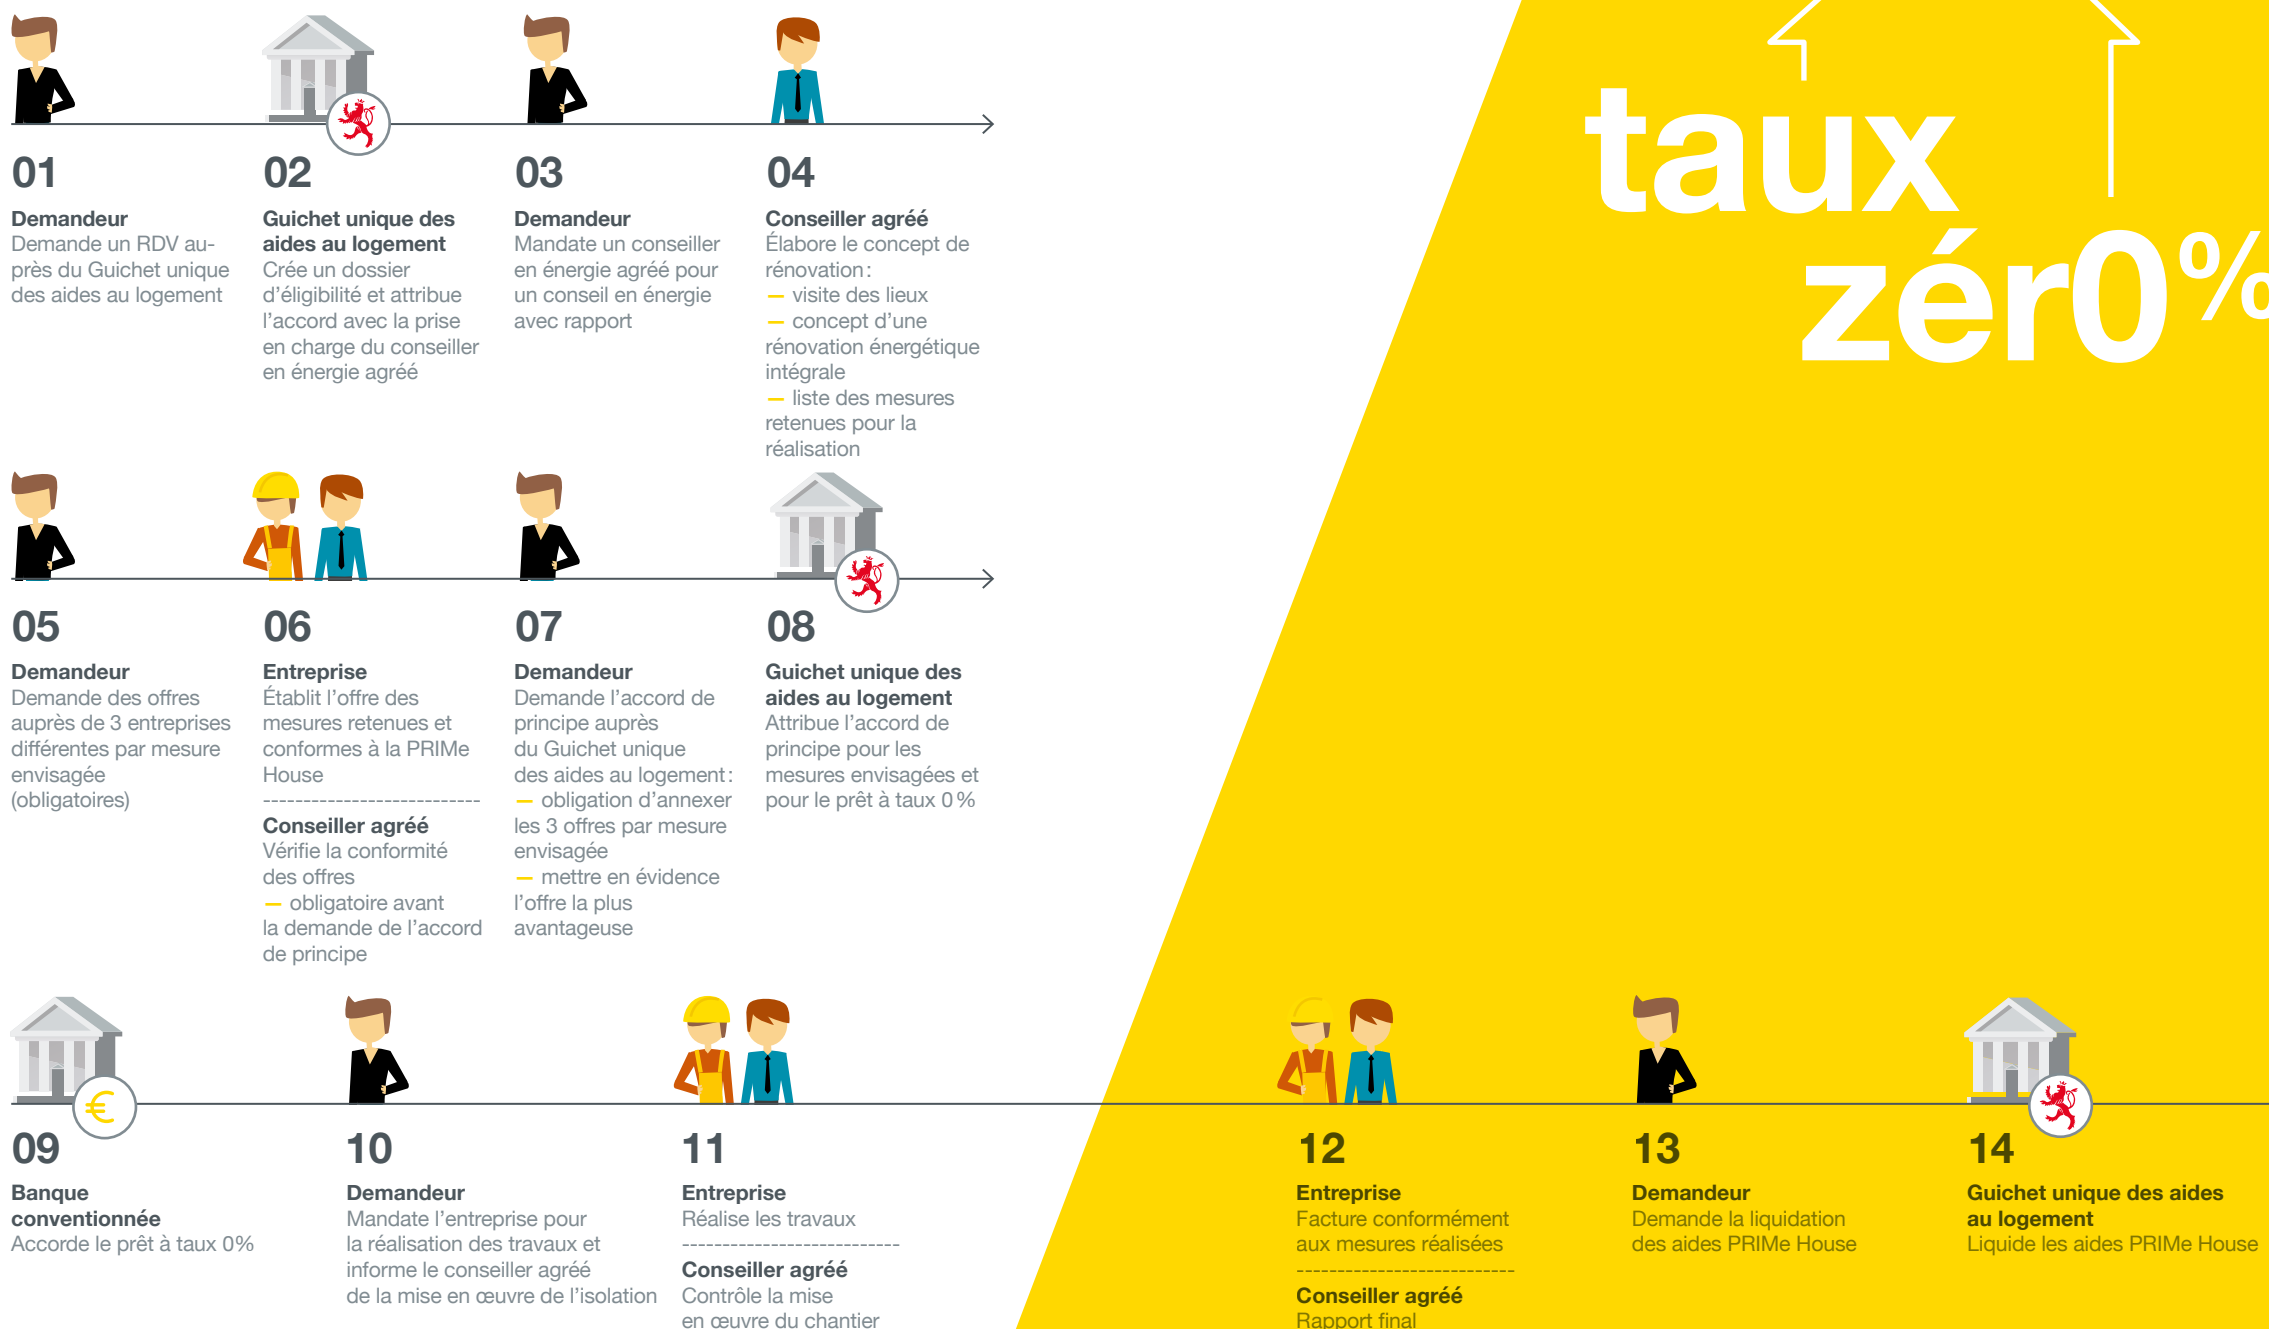 taux
zér0%
01
Demandeur
Demande un RDV au-
près du Guichet unique
des aides au logement
02
Guichet unique des
aides au logement
Crée un dossier
d’éligibilité et attribue
l’accord avec la prise
en charge du conseiller
en énergie agréé
03
Demandeur
Mandate un conseiller
en énergie agréé pour
un conseil en énergie
avec rapport
04
Conseiller agréé
Élabore le concept de
rénovation :
— visite des lieux
— concept d’une
rénovation énergétique
intégrale
— liste des mesures
retenues pour la
réalisation
05
Demandeur
Demande des offres
auprès de 3 entreprises
différentes par mesure
envisagée
(obligatoires)
06
Entreprise
Établit l’offre des
mesures retenues et
conformes à la PRIMe
House
---------------------------
Conseiller agréé
Vérifie la conformité
des offres
— obligatoire avant
la demande de l’accord
de principe
07
Demandeur
Demande l’accord de
principe auprès
du Guichet unique
des aides au logement :
— obligation d’annexer
les 3 offres par mesure
envisagée
— mettre en évidence
l’offre la plus
avantageuse
08
Guichet unique des
aides au logement
Attribue l’accord de
principe pour les
mesures envisagées et
pour le prêt à taux 0 %
€
09
Banque
conventionnée
Accorde le prêt à taux 0%
10
Demandeur
Mandate l’entreprise pour
la réalisation des travaux et
informe le conseiller agréé
de la mise en œuvre de l’isolation
11
Entreprise
Réalise les travaux
---------------------------
Conseiller agréé
Contrôle la mise
en œuvre du chantier
12
Entreprise
Facture conformément
aux mesures réalisées
---------------------------
Conseiller agréé
Rapport final
13
Demandeur
Demande la liquidation
des aides PRIMe House
14
Guichet unique des aides
au logement
Liquide les aides PRIMe House